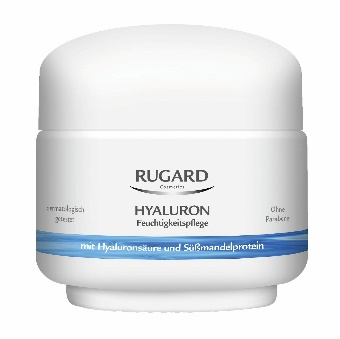 RUGARD
Cosmetics
HYALURON
Feuchtigkeitspflege
dermatologisch
getestet
Ohne
Parabene
mit Hyaluronsäure und Süßmandelprotein